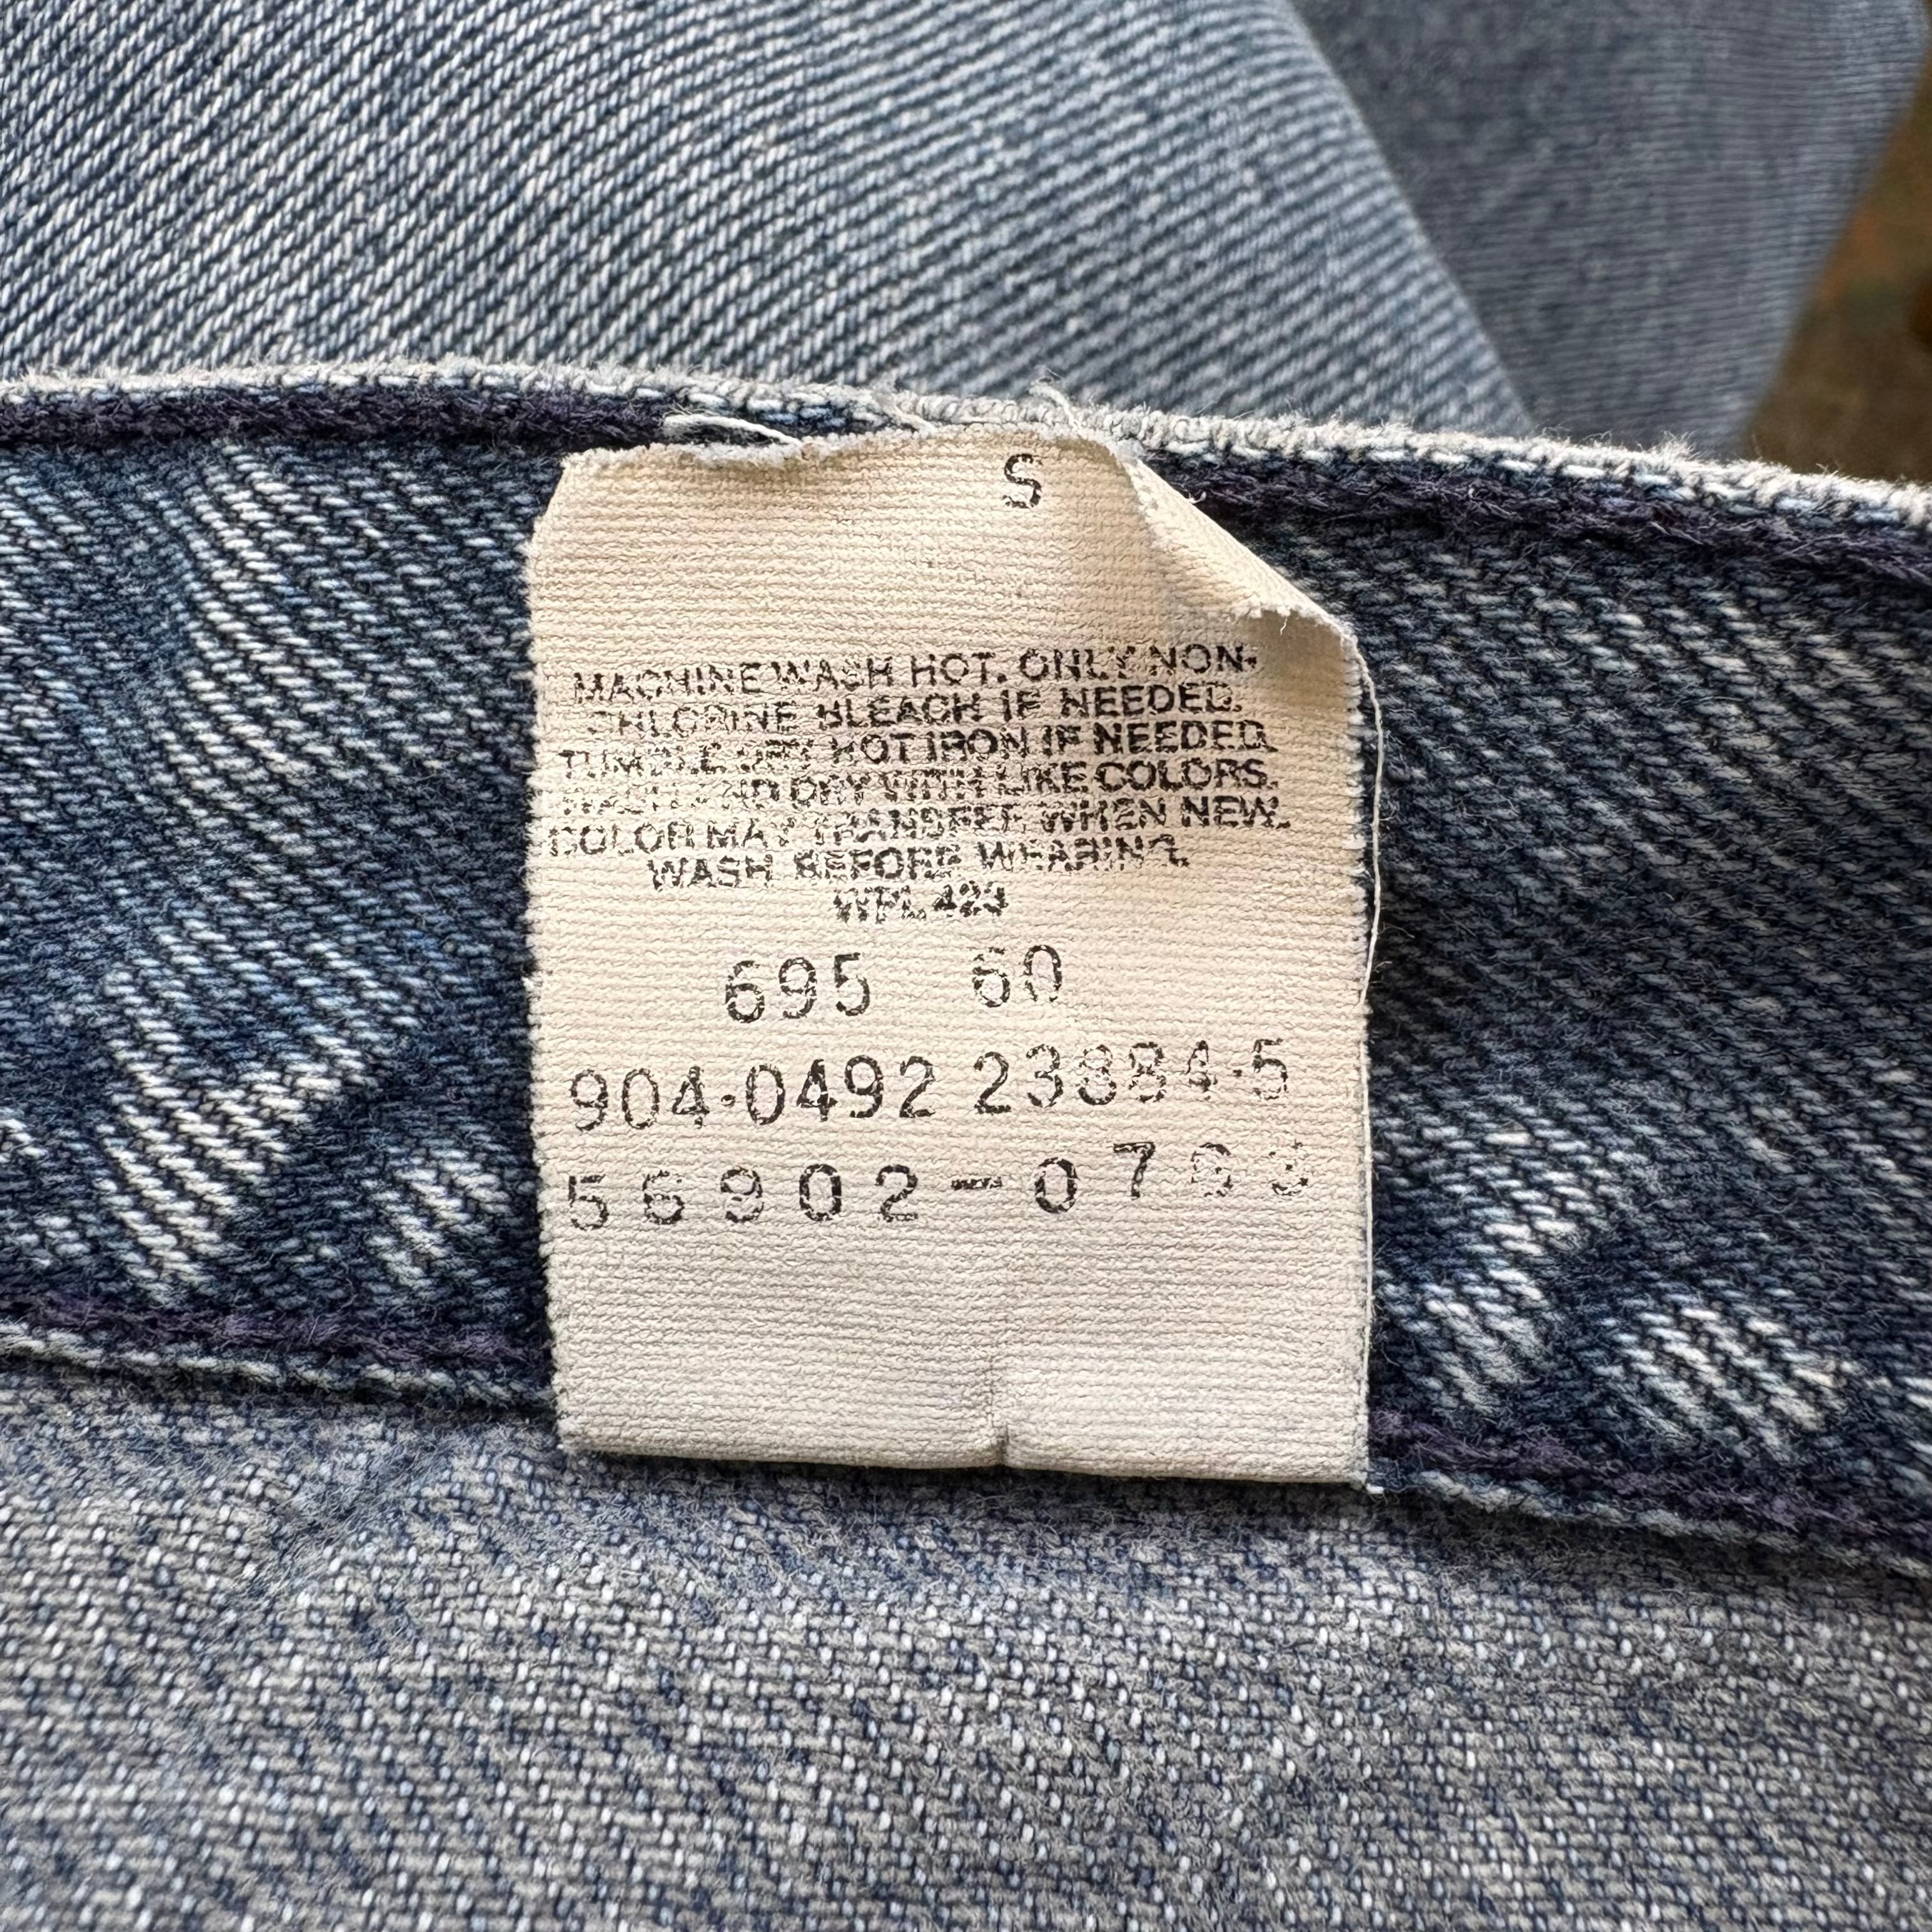 S
MACHINE WASH HOT. ONLY NON-
CHLORINE BLEACH IF NEEDED.
TUMBLE DRY HOT IRON IF NEEDED.
WASH AND DRY WITH LIKE COLORS.
COLOR MAY TRANSFER WHEN NEW.
WASH BEFORE WEARING.
WPL 423
695 60
904-0492 23884-5
56902-0